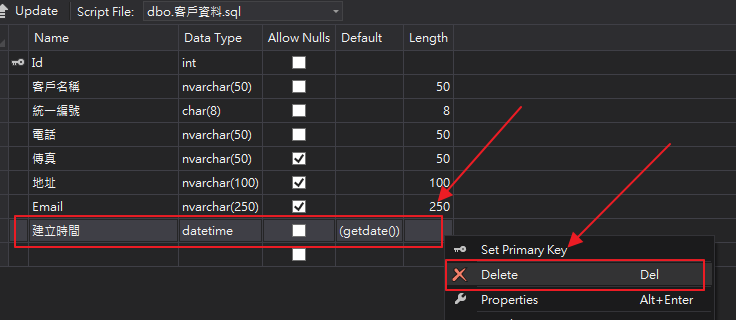 Update Script File: dbo.客戶資料.sql
Name Data Type Allow Nulls Default Length
Id int
客戶名稱 nvarchar(50) 50
統一編號 char(8) 8
電話 nvarchar(50) 50
傳真 nvarchar(50) 50
地址 nvarchar(100) 100
Email nvarchar(250) 250
建立時間 datetime (getdate())
Set Primary Key
Delete Del
Properties Alt+Enter